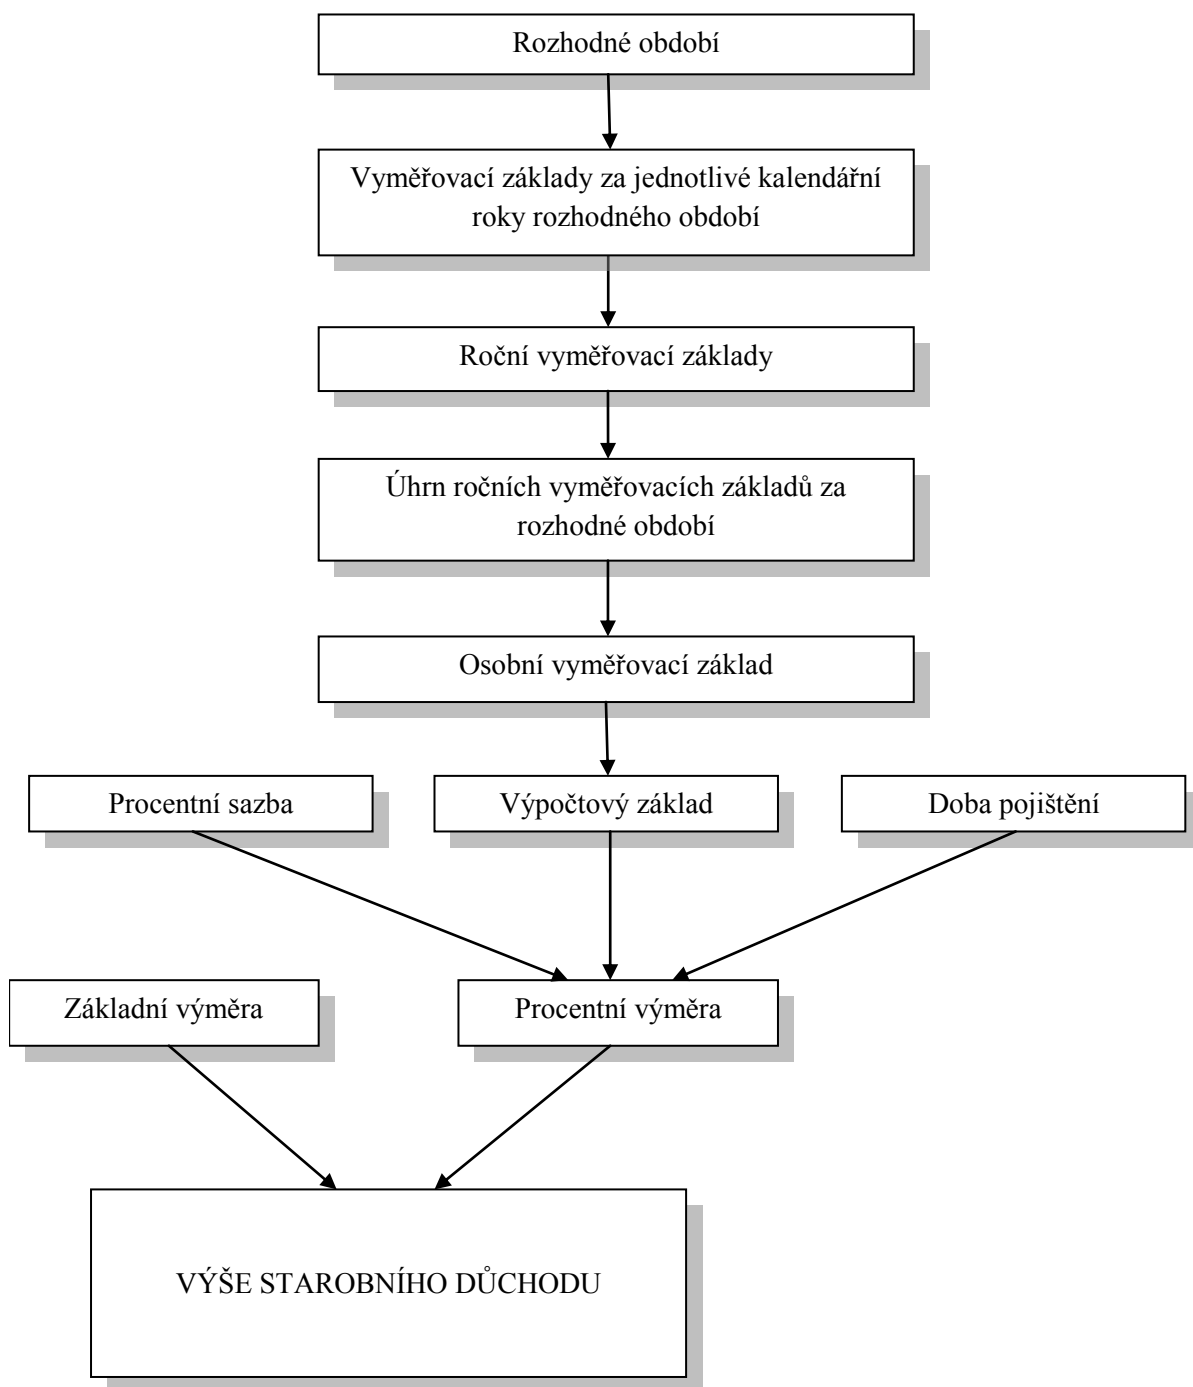 Rozhodné období
Vyměřovací základy za jednotlivé kalendářní
roky rozhodného období
Roční vyměřovací základy
Úhrn ročních vyměřovacích základů za
rozhodné období
Osobní vyměřovací základ
Procentní sazba
Výpočtový základ
Doba pojištění
Základní výměra
Procentní výměra
VÝŠE STAROBNÍHO DŮCHODU